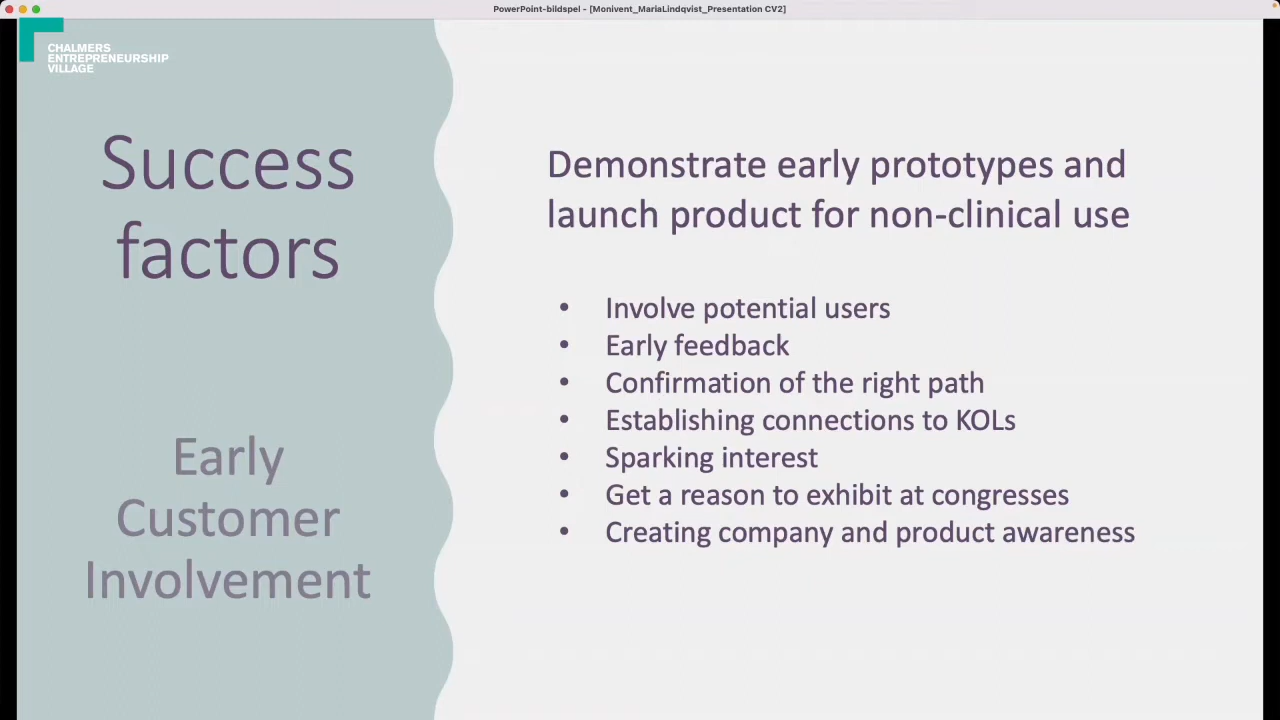 PowerPoint-bildspel - [Monivent_MariaLindqvist_Presentation CV2]
CHALMERS
ENTREPRENEURSHIP
VILLAGE
Success
factors
Early
Customer
Involvement
Demonstrate early prototypes and
launch product for non-clinical use
• Involve potential users
• Early feedback
• Confirmation of the right path
• Establishing connections to KOLs
• Sparking interest
• Get a reason to exhibit at congresses
• Creating company and product awareness